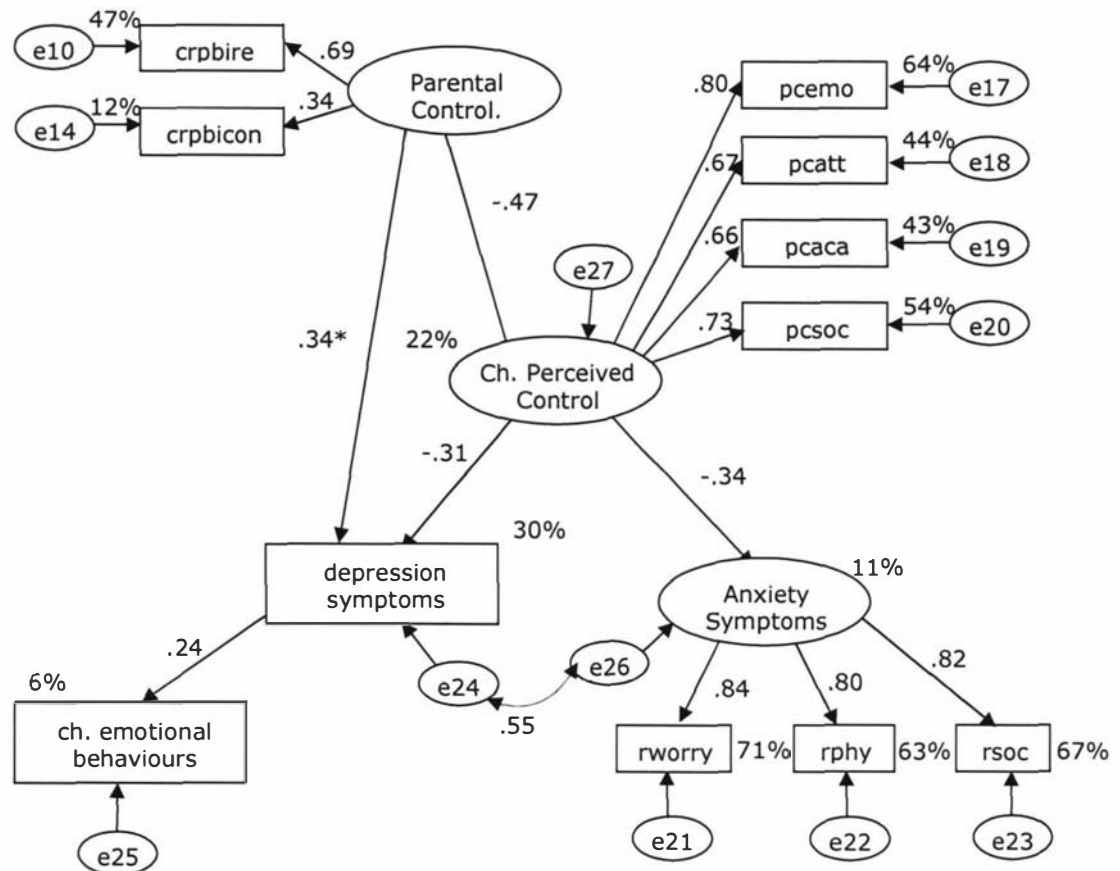 47%
e10
crpbire
.69
Parental
Control.
12%
e14
crpbicon
.34
.80
pcemo
64%
e17
.67
pcatt
44%
e18
.66
pcaca
43%
e19
.73
pcsoc
54%
e20
-.47
e27
.34*
22%
Ch. Perceived
Control
-.31
-.34
30%
depression
symptoms
11%
Anxiety
Symptoms
.24
e24
e26
.55
6%
ch. emotional
behaviours
e25
.84
.80
.82
rworry
71%
rphy
63%
rsoc
67%
e21
e22
e23